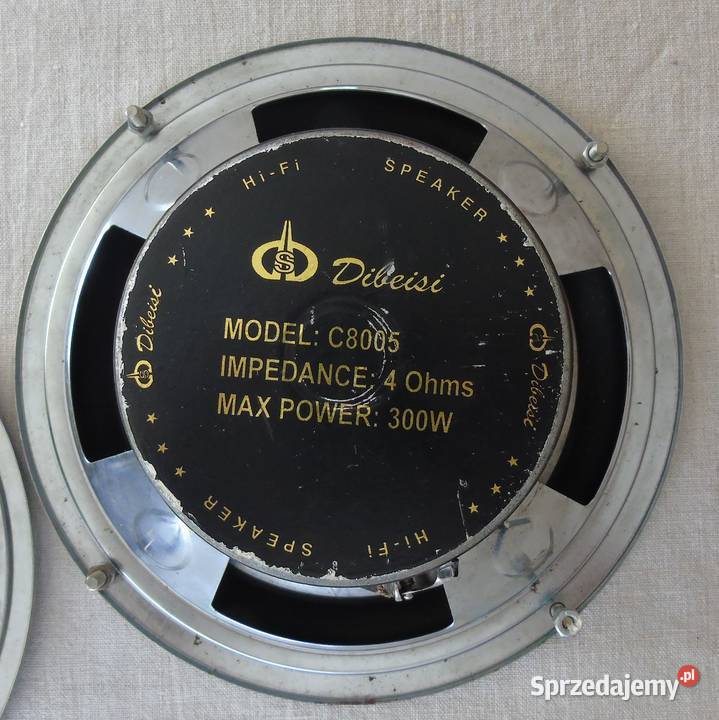 Hi-Fi SPEAKER
Dibeisi
MODEL: C8005
IMPEDANCE: 4 Ohms
MAX POWER: 300W
Dibeisi
Dibeisi
Hi-Fi SPEAKER
Sprzedajemy.pl